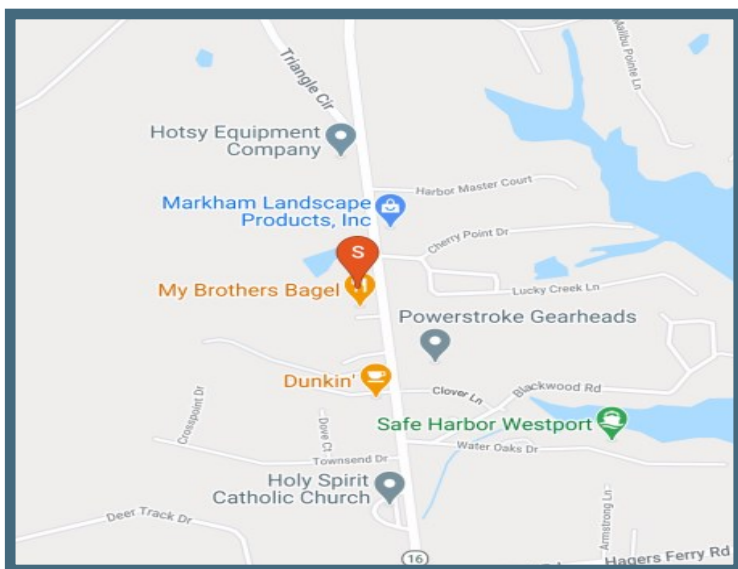 Malibu Pointe Ln
Triangle Cir
Hotsy Equipment
Company
Harbor Master Court
Markham Landscape
Products, Inc
Cherry Point Dr
S
My Brothers Bagel
Lucky Creek Ln
Powerstroke Gearheads
Dunkin'
Clover Ln
Blackwood Rd
Crosspoint Dr
Dove Ct
Safe Harbor Westport
Water Oaks Dr
Townsend Dr
Holy Spirit
Catholic Church
Deer Track Dr
Armstrong Ln
16
Hagers Ferry Rd